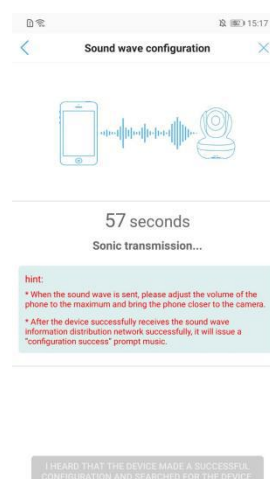 15:17
Sound wave configuration
57 seconds
Sonic transmission...
hint:
* When the sound wave is sent, please adjust the volume of the
phone to the maximum and bring the phone closer to the camera.
* After the device successfully receives the sound wave
information distribution network successfully, it will issue a
"configuration success" prompt music.
I HEARD THAT THE DEVICE MADE A SUCCESSFUL
CONFIGURATION AND SEARCHED FOR THE DEVICE